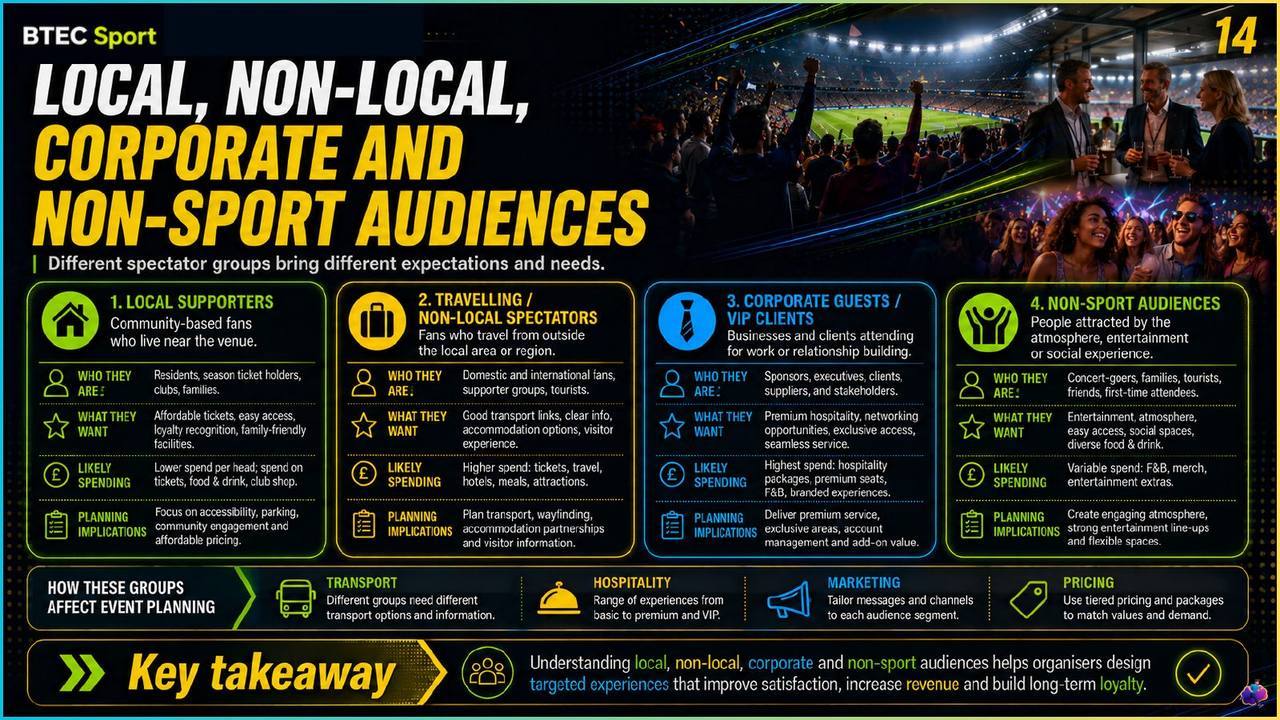 BTEC Sport
14
LOCAL, NON-LOCAL,
CORPORATE AND
NON-SPORT AUDIENCES
Different spectator groups bring different expectations and needs.
1. LOCAL SUPPORTERS
Community-based fans
who live near the venue.
WHO THEY
ARE:
Residents, season ticket holders,
clubs, families.
WHAT THEY
WANT
Affordable tickets, easy access,
loyalty recognition, family-friendly
facilities.
LIKELY
SPENDING
Lower spend per head; spend on
tickets, food & drink, club shop.
PLANNING
IMPLICATIONS
Focus on accessibility, parking,
community engagement and
affordable pricing.
2. TRAVELLING /
NON-LOCAL SPECTATORS
Fans who travel from outside
the local area or region.
WHO THEY
ARE:
Domestic and international fans,
supporter groups, tourists.
WHAT THEY
WANT
Good transport links, clear info,
accommodation options, visitor
experience.
LIKELY
SPENDING
Higher spend: tickets, travel,
hotels, meals, attractions.
PLANNING
IMPLICATIONS
Plan transport, wayfinding,
accommodation partnerships
and visitor information.
3. CORPORATE GUESTS /
VIP CLIENTS
Businesses and clients attending
for work or relationship building.
WHO THEY
ARE:
Sponsors, executives, clients,
suppliers, and stakeholders.
WHAT THEY
WANT
Premium hospitality, networking
opportunities, exclusive access,
seamless service.
LIKELY
SPENDING
Highest spend: hospitality
packages, premium seats,
F&B, branded experiences.
PLANNING
IMPLICATIONS
Deliver premium service,
exclusive areas, account
management and add-on value.
4. NON-SPORT AUDIENCES
People attracted by the
atmosphere, entertainment
or social experience.
WHO THEY
ARE:
Concert-goers, families, tourists,
friends, first-time attendees.
WHAT THEY
WANT
Entertainment, atmosphere,
easy access, social spaces,
diverse food & drink.
LIKELY
SPENDING
Variable spend: F&B, merch,
entertainment extras.
PLANNING
IMPLICATIONS
Create engaging atmosphere,
strong entertainment line-ups
and flexible spaces.
HOW THESE GROUPS
AFFECT EVENT PLANNING
TRANSPORT
Different groups need different
transport options and information.
HOSPITALITY
Range of experiences from
basic to premium and VIP.
MARKETING
Tailor messages and channels
to each audience segment.
PRICING
Use tiered pricing and packages
to match values and demand.
Key takeaway
Understanding local, non-local, corporate and non-sport audiences helps organisers design
targeted experiences that improve satisfaction, increase revenue and build long-term loyalty.